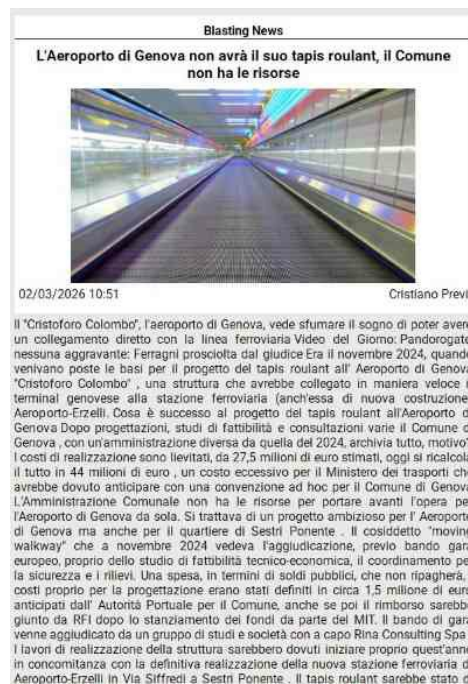 Blasting News
L'Aeroporto di Genova non avrà il suo tapis roulant, il Comune
non ha le risorse
02/03/2026 10:51 Cristiano Previ
Il "Cristoforo Colombo", l'aeroporto di Genova, vede sfumare il sogno di poter avere
un collegamento diretto con la linea ferroviaria Video del Giorno: Pandorogate
nessuna aggravante: Ferragni prosciolta dal giudice Era il novembre 2024, quando
venivano poste le basi per il progetto del tapis roulant all' Aeroporto di Genova
"Cristoforo Colombo" , una struttura che avrebbe collegato in maniera veloce i
terminal genovese alla stazione ferroviaria (anch'essa di nuova costruzione
Aeroporto-Erzelli. Cosa è successo al progetto del tapis roulant all'Aeroporto d
Genova Dopo progettazioni, studi di fattibilità e consultazioni varie il Comune d
Genova , con un'amministrazione diversa da quella del 2024, archivia tutto, motivo
I costi di realizzazione sono lievitati, da 27,5 milioni di euro stimati, oggi si ricalcola
il tutto in 44 milioni di euro , un costo eccessivo per il Ministero dei trasporti che
avrebbe dovuto anticipare con una convenzione ad hoc per il Comune di Genova
L'Amministrazione Comunale non ha le risorse per portare avanti l'opera pe
l'Aeroporto di Genova da sola. Si trattava di un progetto ambizioso per l' Aeroporto
di Genova ma anche per il quartiere di Sestri Ponente . Il cosiddetto "moving
walkway" che a novembre 2024 vedeva l'aggiudicazione, previo bando gara
europeo, proprio dello studio di fattibilità tecnico-economica, il coordinamento pe
la sicurezza e i rilievi. Una spesa, in termini di soldi pubblici, che non ripagherà,
costi proprio per la progettazione erano stati definiti in circa 1,5 milione di euro
anticipati dall' Autorità Portuale per il Comune, anche se poi il rimborso sarebbe
giunto da RFI dopo lo stanziamento dei fondi da parte del MIT. Il bando di gara
venne aggiudicato da un gruppo di studi e società con a capo Rina Consulting Spa
I lavori di realizzazione della struttura sarebbero dovuti iniziare proprio quest'anno
in concomitanza con la definitiva realizzazione della nuova stazione ferroviaria d
Aeroporto-Erzelli in Via Siffredi a Sestri Ponente . Il tapis roulant sarebbe stato d